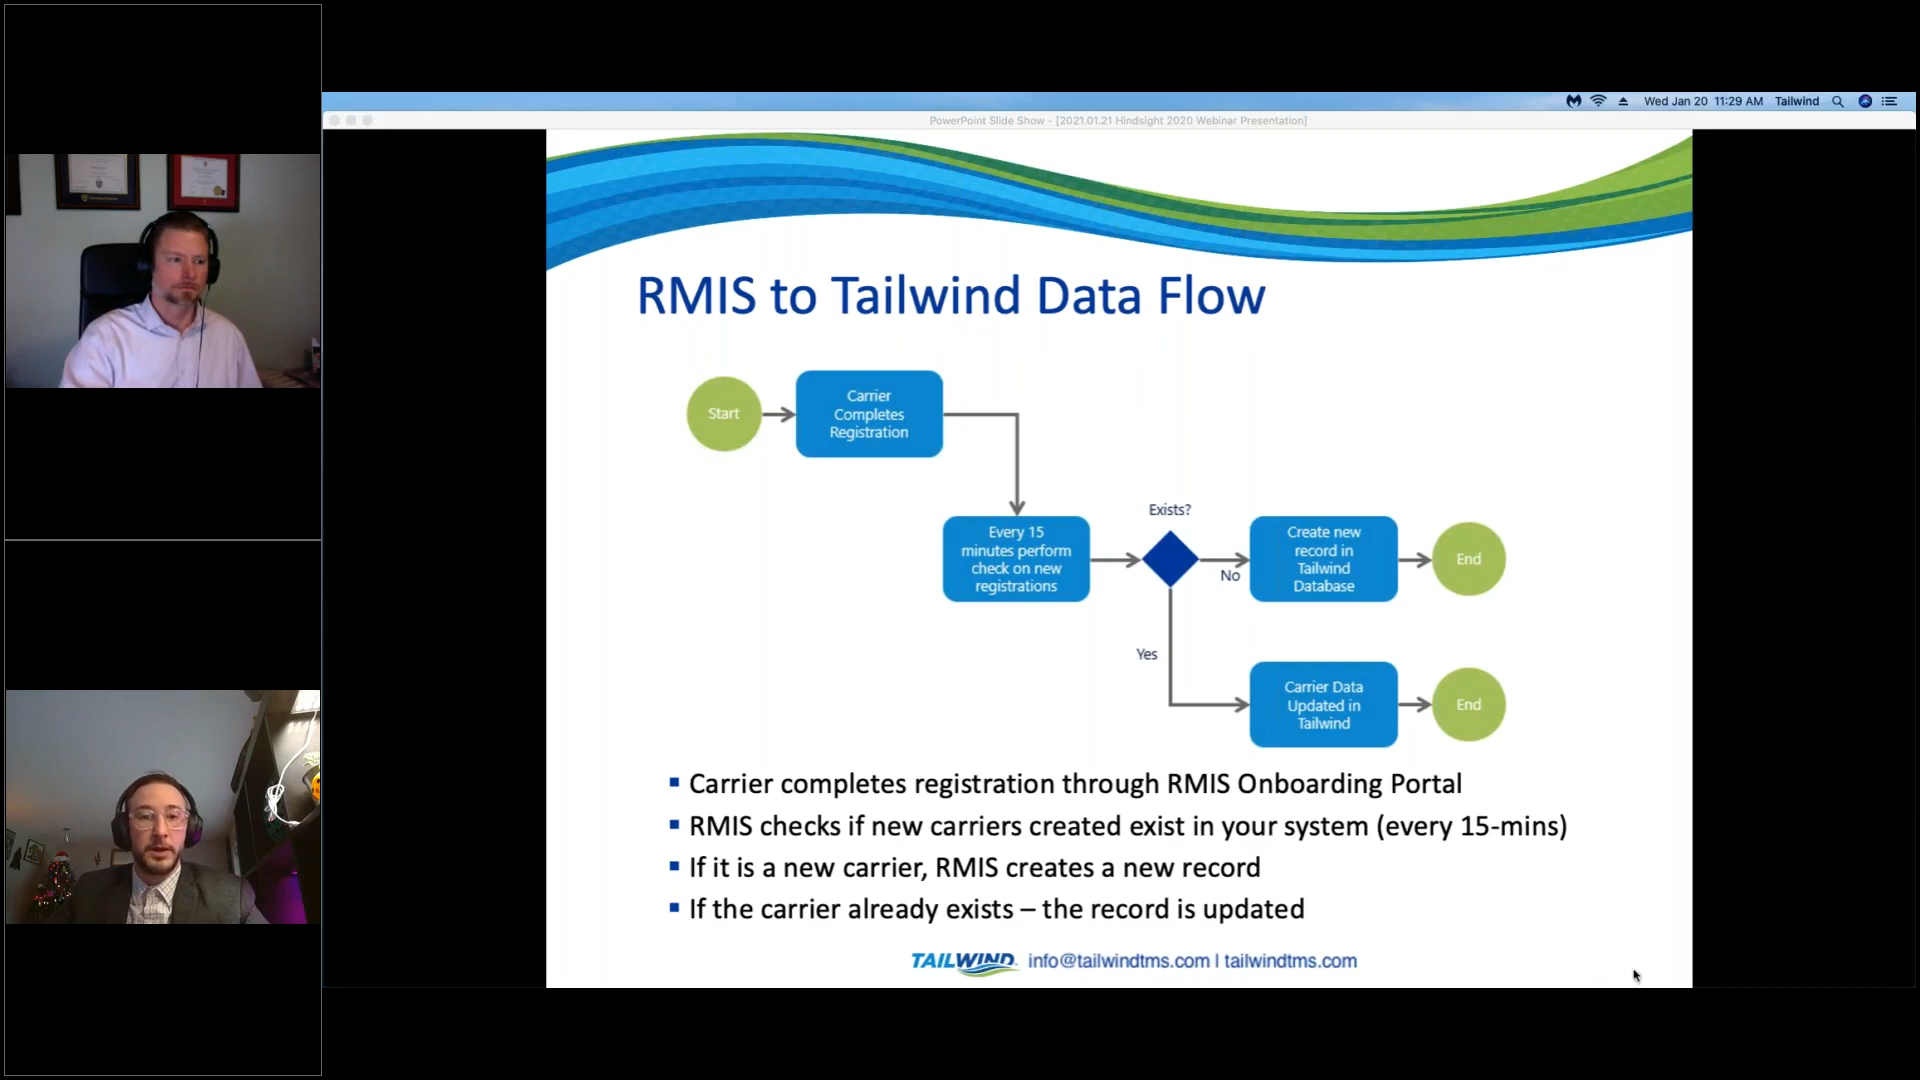 Wed Jan 20 11:29 AM Tailwind
PowerPoint Slide Show - [2021.01.21 Hindsight 2020 Webinar Presentation]
RMIS to Tailwind Data Flow
Start
Carrier
Completes
Registration
Every 15
minutes perform
check on new
registrations
Exists?
No
Create new
record in
Tailwind
Database
End
Yes
Carrier Data
Updated in
Tailwind
End
▪ Carrier completes registration through RMIS Onboarding Portal
▪ RMIS checks if new carriers created exist in your system (every 15-mins)
▪ If it is a new carrier, RMIS creates a new record
▪ If the carrier already exists – the record is updated
TAILWIND info@tailwindtms.com | tailwindtms.com